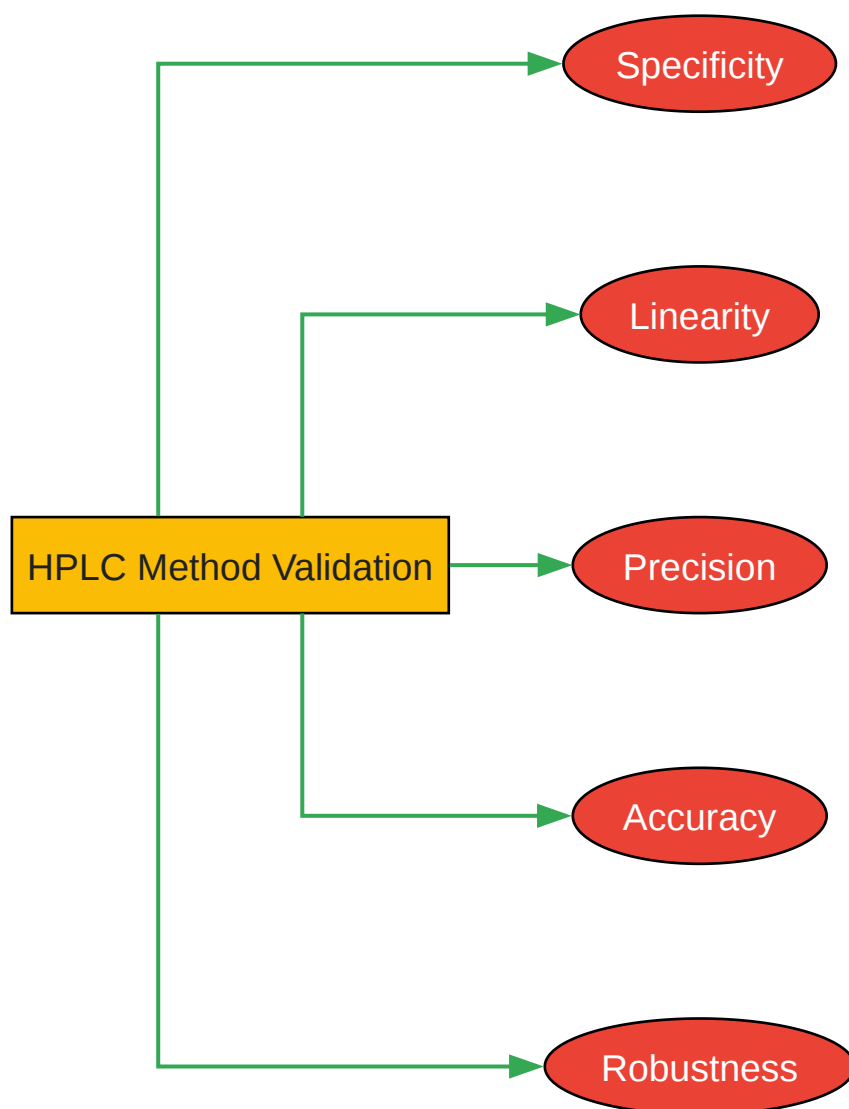 Specificity
Linearity
HPLC Method Validation
Precision
Accuracy
Robustness